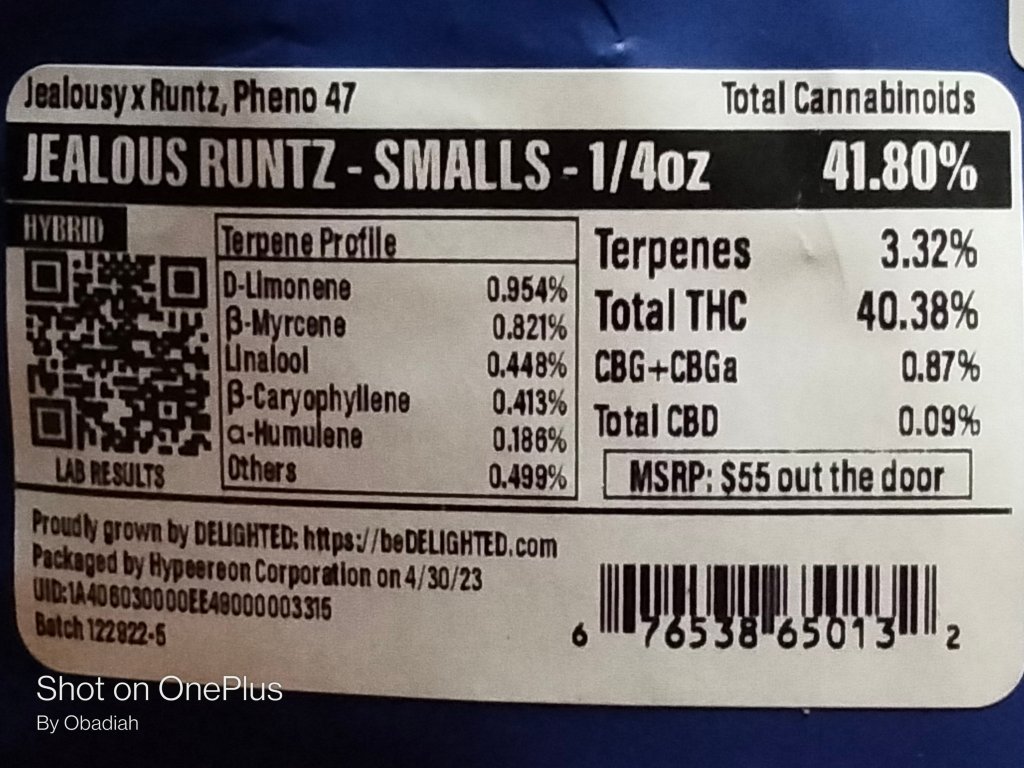 Jealousy x Runtz, Pheno 47
Total Cannabinoids
JEALOUS RUNTZ - SMALLS - 1/4oz
41.80%
HYBRID
LAB RESULTS
Terpene Profile
D-Limonene 0.954%
β-Myrcene 0.821%
Linalool 0.448%
β-Caryophyllene 0.413%
α-Humulene 0.186%
Others 0.499%
Terpenes 3.32%
Total THC 40.38%
CBG+CBGa 0.87%
Total CBD 0.09%
MSRP: $55 out the door
Proudly grown by DELIGHTED: https://beDELIGHTED.com
Packaged by Hypeereon Corporation on 4/30/23
UID:1A406030000EE48000003315
Batch 122822-5
6 76538 65013 2
Shot on OnePlus
By Obadiah